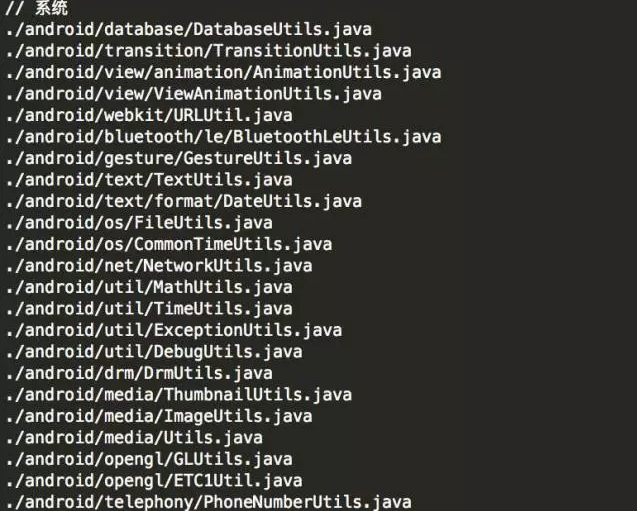 // 系统
./android/database/DatabaseUtils.java
./android/transition/TransitionUtils.java
./android/view/animation/AnimationUtils.java
./android/view/ViewAnimationUtils.java
./android/webkit/URLUtil.java
./android/bluetooth/le/BluetoothLeUtils.java
./android/gesture/GestureUtils.java
./android/text/TextUtils.java
./android/text/format/DateUtils.java
./android/os/FileUtils.java
./android/os/CommonTimeUtils.java
./android/net/NetworkUtils.java
./android/util/MathUtils.java
./android/util/TimeUtils.java
./android/util/ExceptionUtils.java
./android/util/DebugUtils.java
./android/drm/DrmUtils.java
./android/media/ThumbnailUtils.java
./android/media/ImageUtils.java
./android/media/Utils.java
./android/opengl/GLUtils.java
./android/opengl/ETC1Util.java
./android/telephony/PhoneNumberUtils.java